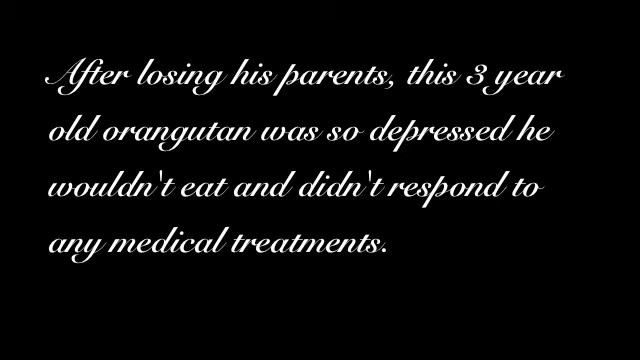 After losing his parents, this 3 year
old orangutan was so depressed he
wouldn't eat and didn't respond to
any medical treatments.